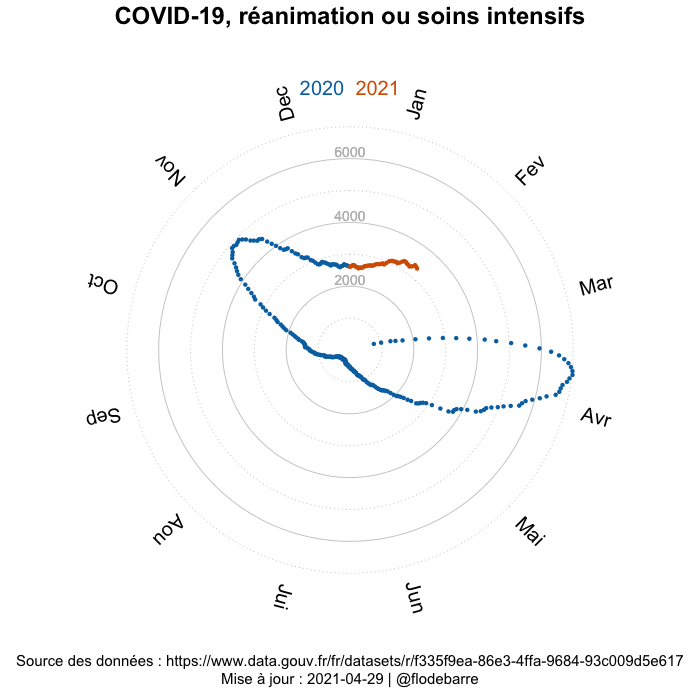 COVID-19, réanimation ou soins intensifs
2020 2021
Jan
Fev
Mar
Avr
Mai
Jun
Jui
Aou
Sep
Oct
Nov
Dec
6000
4000
2000
Source des données : https://www.data.gouv.fr/fr/datasets/r/f335f9ea-86e3-4ffa-9684-93c009d5e617
Mise à jour : 2021-04-29 | @flodebarre